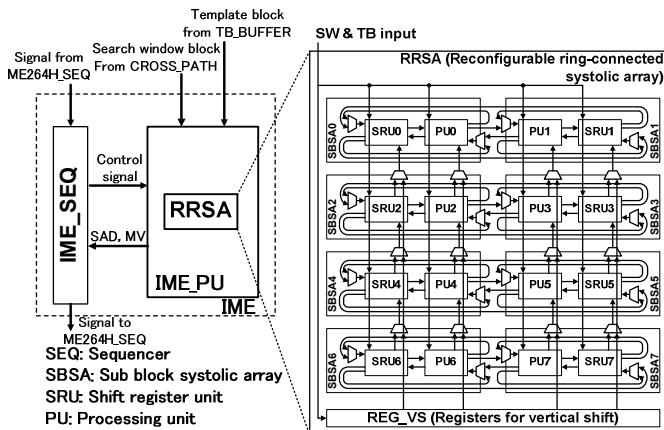 Template block
from TB_BUFFER
Signal from
ME264H_SEQ
Search window block
From CROSS_PATH
IME_SEQ
Control
signal
SAD, MV
RRSA
IME_PU
IME
Signal to
ME264H_SEQ
SEQ: Sequencer
SBSA: Sub block systolic array
SRU: Shift register unit
PU: Processing unit
SW & TB input
RRSA (Reconfigurable ring-connected
systolic array)
SBSA0
SRU0
PU0
PU1
SRU1
SBSA1
SBSA2
SRU2
PU2
PU3
SRU3
SBSA3
SBSA4
SRU4
PU4
PU5
SRU5
SBSA5
SBSA6
SRU6
PU6
PU7
SRU7
SBSA7
REG_VS (Registers for vertical shift)